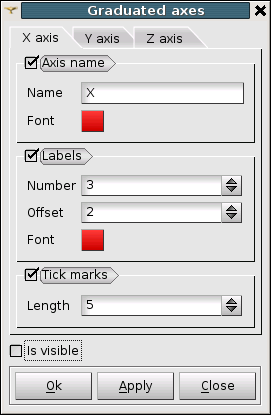 Graduated axes
X axis Y axis Z axis
Axis name
Name X
Font
Labels
Number 3
Offset 2
Font
Tick marks
Length 5
Is visible
Ok Apply Close